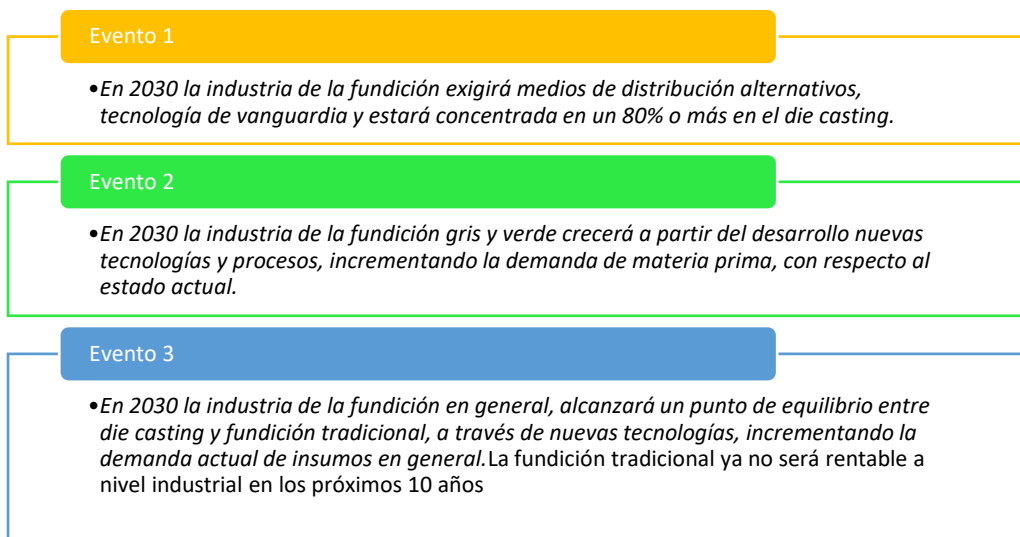 Evento 1
•En 2030 la industria de la fundición exigirá medios de distribución alternativos,
tecnología de vanguardia y estará concentrada en un 80% o más en el die casting.
Evento 2
•En 2030 la industria de la fundición gris y verde crecerá a partir del desarrollo nuevas
tecnologías y procesos, incrementando la demanda de materia prima, con respecto al
estado actual.
Evento 3
•En 2030 la industria de la fundición en general, alcanzará un punto de equilibrio entre
die casting y fundición tradicional, a través de nuevas tecnologías, incrementando la
demanda actual de insumos en general.La fundición tradicional ya no será rentable a
nivel industrial en los próximos 10 años